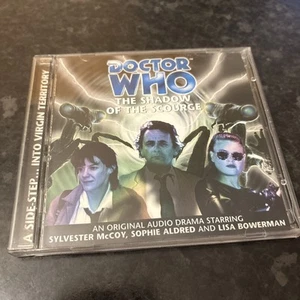 DOCTOR
WHO
THE SHADOW
OF THE SCOURGE
A SIDE-STEP... INTO VIRGIN TERRITORY
AN ORIGINAL AUDIO DRAMA STARRING
SYLVESTER McCOY, SOPHIE ALDRED AND LISA BOWERMAN